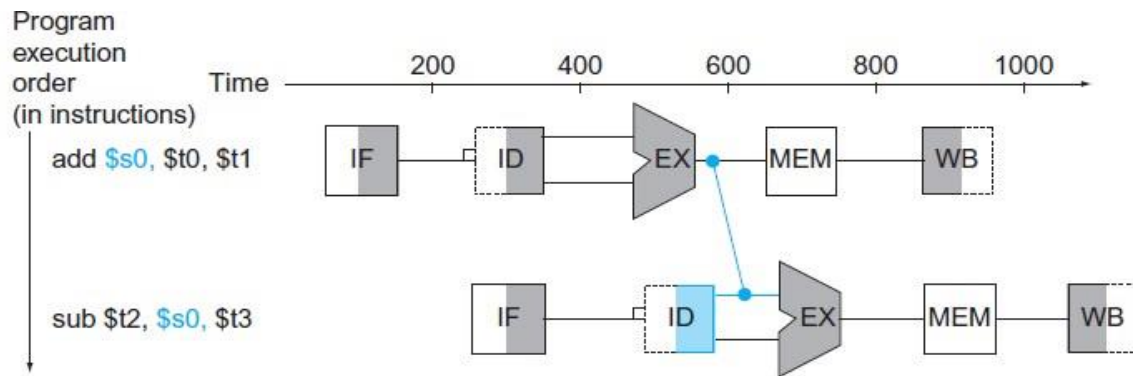 Program
execution
order
(in instructions)
Time
200 400 600 800 1000
add $s0, $t0, $t1
IF ID EX MEM WB
sub $t2, $s0, $t3
IF ID EX MEM WB